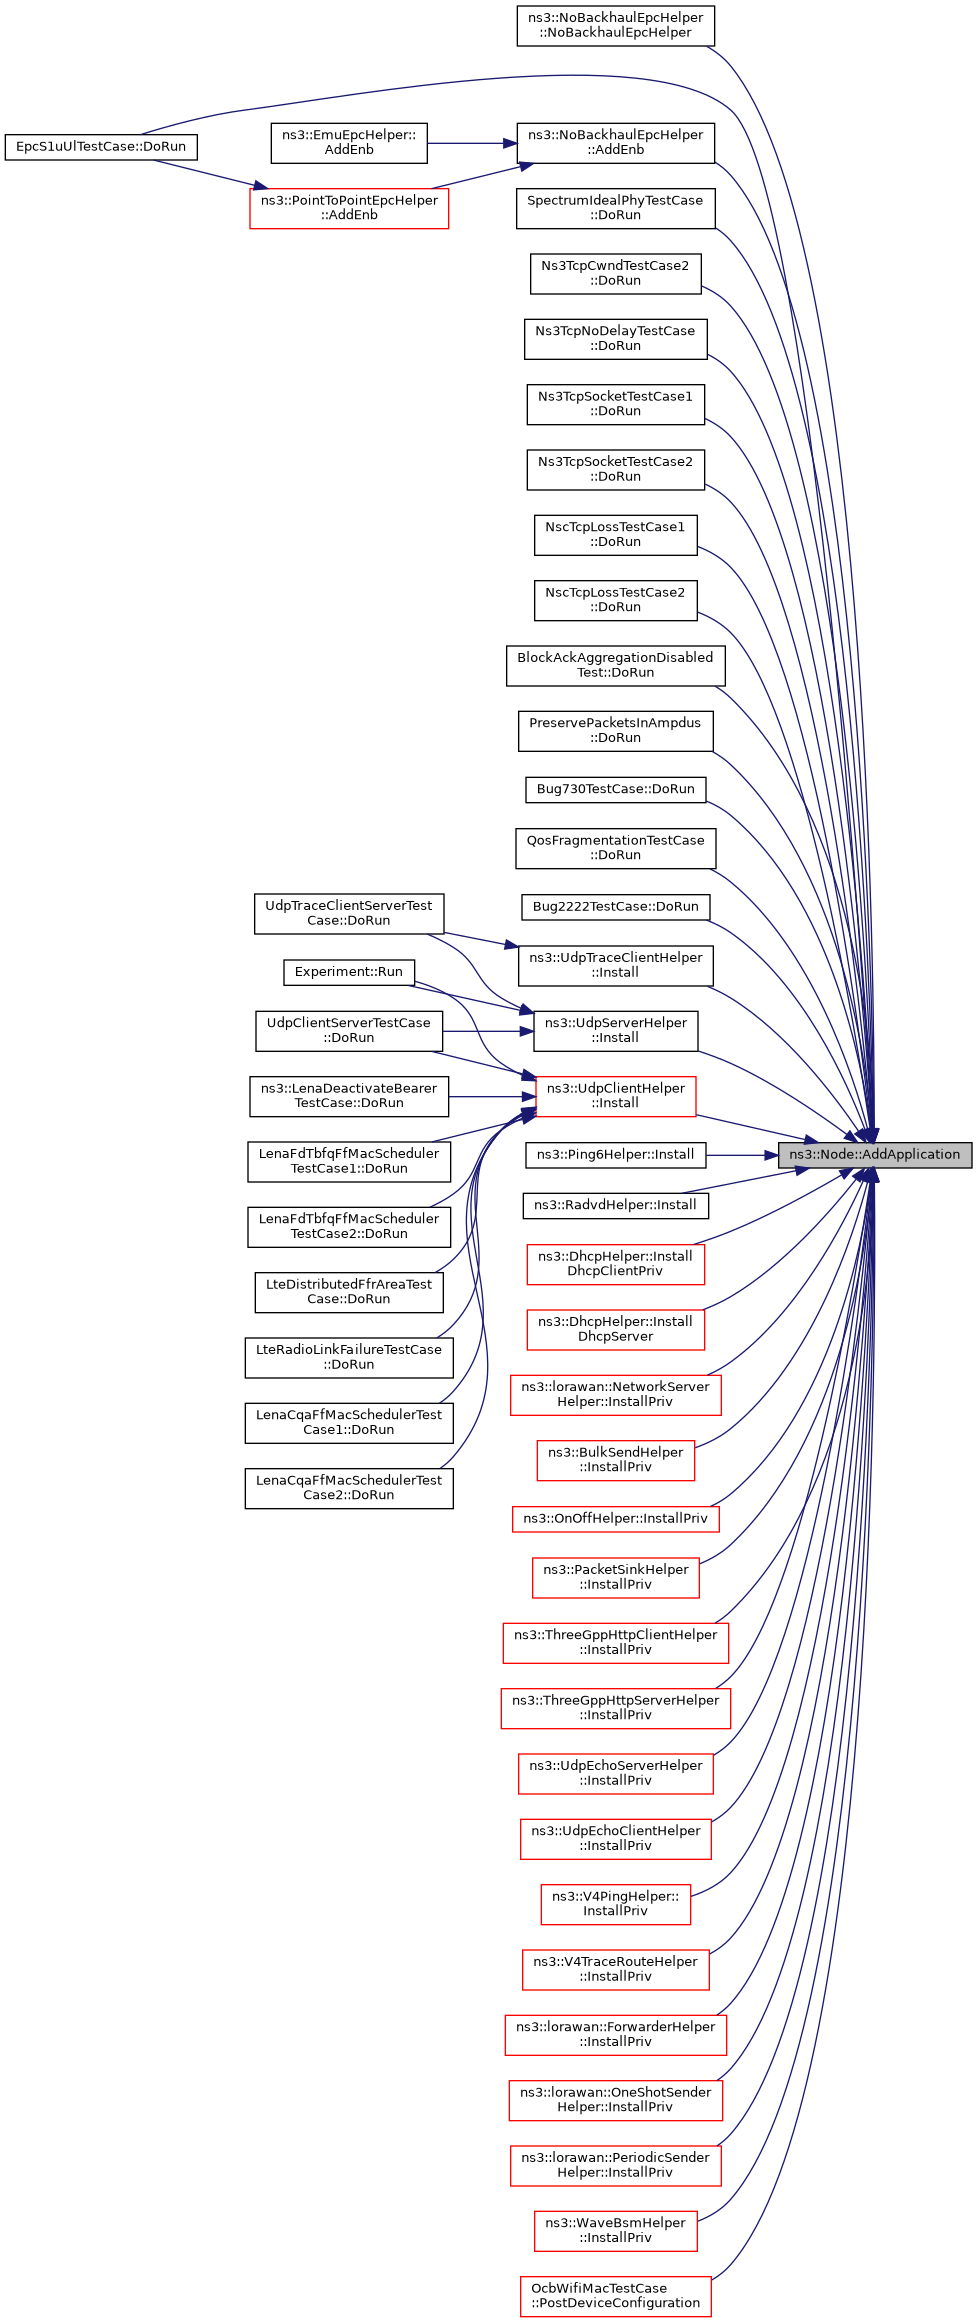 ns3::NoBackhaulEpcHelper
::NoBackhaulEpcHelper
EpcS1uUlTestCase::DoRun
ns3::EmuEpcHelper::
AddEnb
ns3::NoBackhaulEpcHelper
::AddEnb
ns3::PointToPointEpcHelper
::AddEnb
SpectrumIdealPhyTestCase
::DoRun
Ns3TcpCwndTestCase2
::DoRun
Ns3TcpNoDelayTestCase
::DoRun
Ns3TcpSocketTestCase1
::DoRun
Ns3TcpSocketTestCase2
::DoRun
NscTcpLossTestCase1
::DoRun
NscTcpLossTestCase2
::DoRun
BlockAckAggregationDisabled
Test::DoRun
PreservePacketsInAmpdus
::DoRun
Bug730TestCase::DoRun
QosFragmentationTestCase
::DoRun
Bug2222TestCase::DoRun
UdpTraceClientServerTest
Case::DoRun
ns3::UdpTraceClientHelper
::Install
Experiment::Run
ns3::UdpServerHelper
::Install
UdpClientServerTestCase
::DoRun
ns3::UdpClientHelper
::Install
ns3::LenaDeactivateBearer
TestCase::DoRun
LenaFdTbfqFfMacScheduler
TestCase1::DoRun
ns3::Ping6Helper::Install
ns3::Node::AddApplication
ns3::RadvdHelper::Install
LenaFdTbfqFfMacScheduler
TestCase2::DoRun
ns3::DhcpHelper::Install
DhcpClientPriv
LteDistributedFfrAreaTest
Case::DoRun
ns3::DhcpHelper::Install
DhcpServer
LteRadioLinkFailureTestCase
::DoRun
ns3::lorawan::NetworkServer
Helper::InstallPriv
LenaCqaFfMacSchedulerTest
Case1::DoRun
ns3::BulkSendHelper
::InstallPriv
LenaCqaFfMacSchedulerTest
Case2::DoRun
ns3::OnOffHelper::InstallPriv
ns3::PacketSinkHelper
::InstallPriv
ns3::ThreeGppHttpClientHelper
::InstallPriv
ns3::ThreeGppHttpServerHelper
::InstallPriv
ns3::UdpEchoServerHelper
::InstallPriv
ns3::UdpEchoClientHelper
::InstallPriv
ns3::V4PingHelper::
InstallPriv
ns3::V4TraceRouteHelper
::InstallPriv
ns3::lorawan::ForwarderHelper
::InstallPriv
ns3::lorawan::OneShotSender
Helper::InstallPriv
ns3::lorawan::PeriodicSender
Helper::InstallPriv
ns3::WaveBsmHelper
::InstallPriv
OcbWifiMacTestCase
::PostDeviceConfiguration